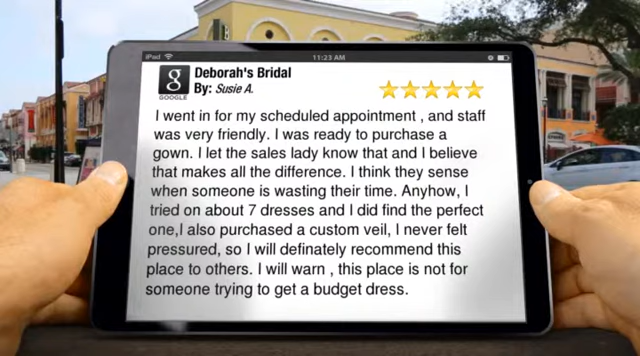 iPad
11:23 AM
g
GOOGLE
Deborah's Bridal
By: Susie A.
I went in for my scheduled appointment , and staff
was very friendly. I was ready to purchase a
gown. I let the sales lady know that and I believe
that makes all the difference. I think they sense
when someone is wasting their time. Anyhow, I
tried on about 7 dresses and I did find the perfect
one,I also purchased a custom veil, I never felt
pressured, so I will definately recommend this
place to others. I will warn , this place is not for
someone trying to get a budget dress.